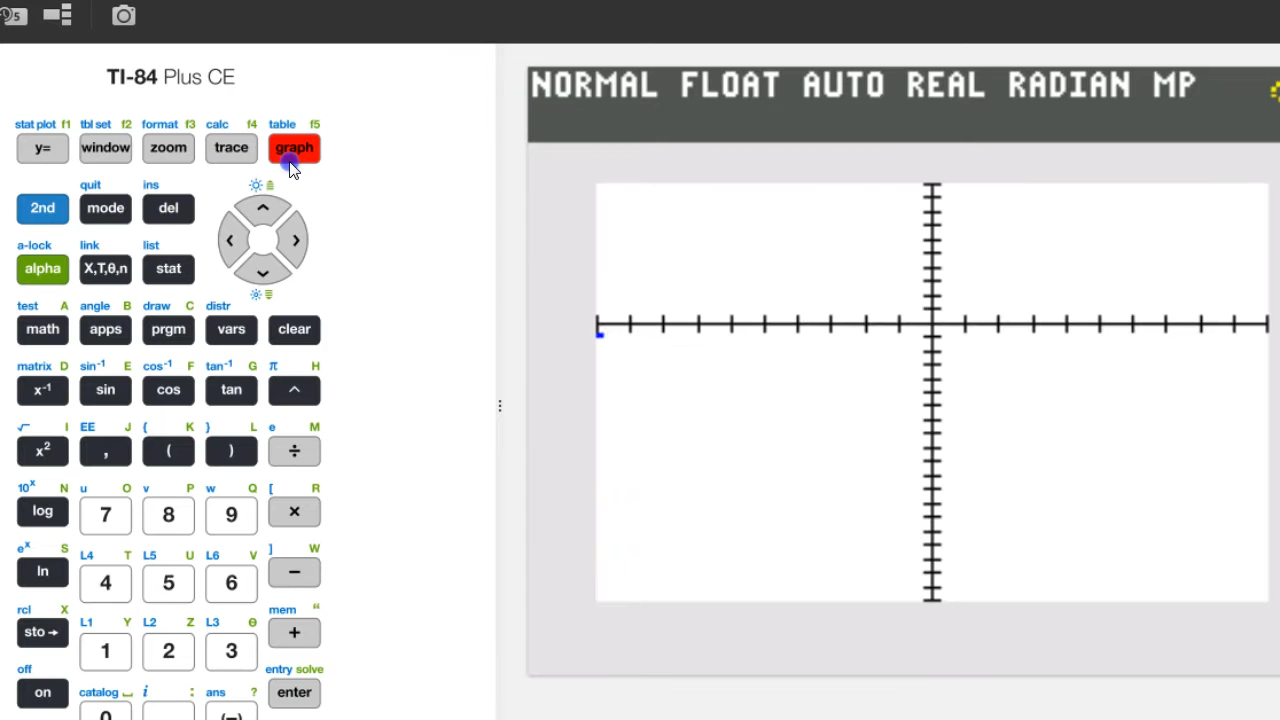 5
TI-84 Plus CE
NORMAL FLOAT AUTO REAL RADIAN MP
stat plot f1 tbl set f2 format f3 calc f4 table f5
y= window zoom trace graph
quit ins
2nd mode del
a-lock link list
alpha X,T,θ,n stat
test A angle B draw C distr
math apps prgm vars clear
matrix D sin⁻¹ E cos⁻¹ F tan⁻¹ G π H
x⁻¹ sin cos tan ^
√ I EE J { K } L e M
x² , ( ) ÷
10ˣ N u O v P w Q [ R
log 7 8 9 ×
eˣ S L4 T L5 U L6 V ] W
ln 4 5 6 −
rcl X L1 Y L2 Z L3 θ mem “
sto→ 1 2 3 +
off catalog ⎵ i : ans ? entry solve
on 0 (−) enter